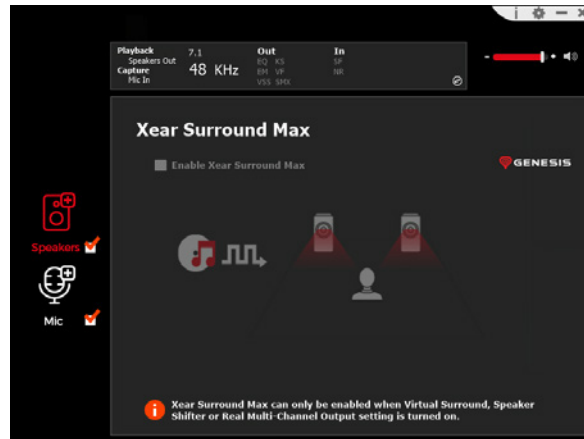 Playback
Speakers Out
Capture
Mic In
7.1
48 KHz
Out
EQ KS
EM VF
VSS SMX
In
SF
NR
Xear Surround Max
Enable Xear Surround Max
GENESIS
Speakers
Mic
Xear Surround Max can only be enabled when Virtual Surround, Speaker
Shifter or Real Multi-Channel Output setting is turned on.